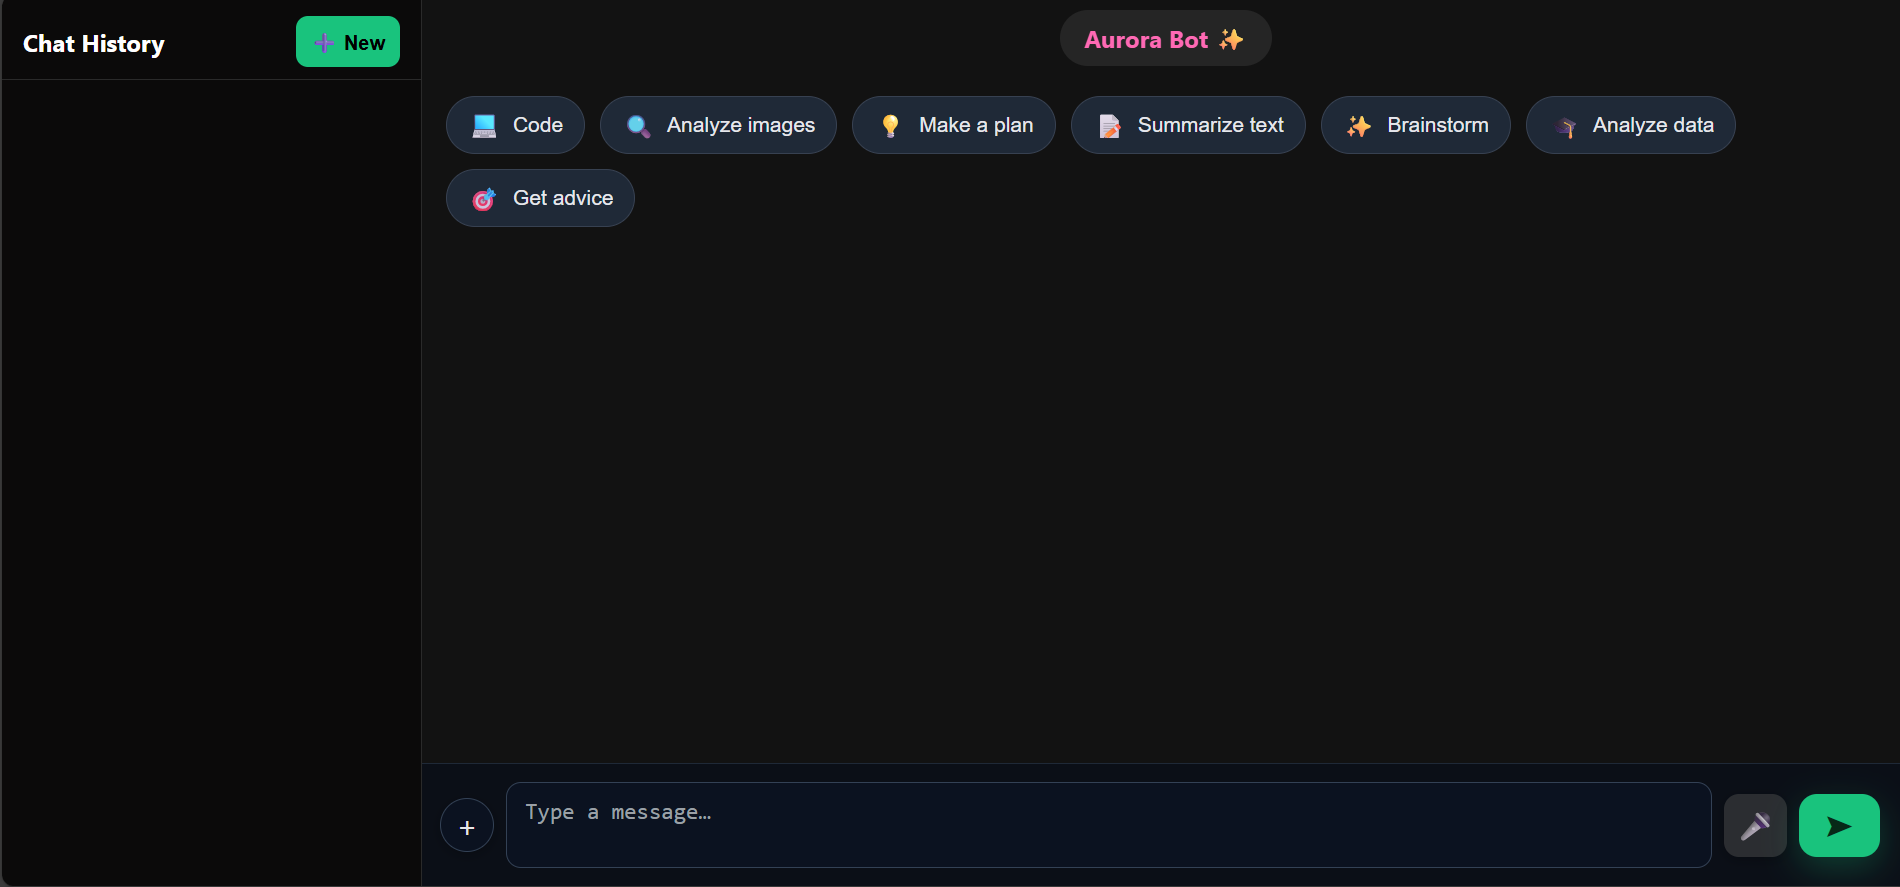 Chat History
➕ New
Aurora Bot ✨
💻 Code
🔍 Analyze images
💡 Make a plan
📝 Summarize text
✨ Brainstorm
🎓 Analyze data
🎯 Get advice
+
Type a message…
🎤
➤